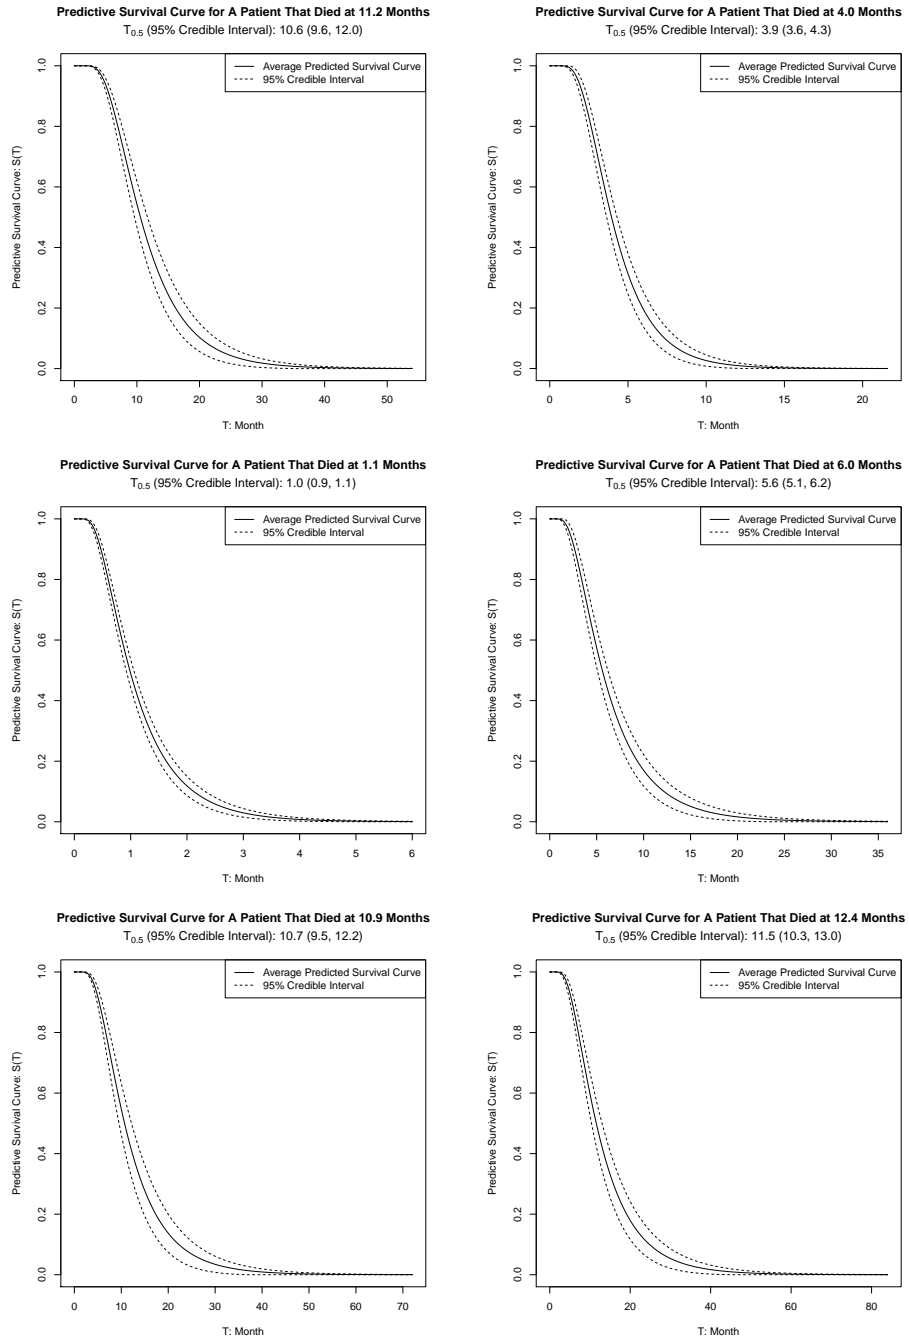 Predictive Survival Curve for A Patient That Died at 11.2 Months
T0.5 (95% Credible Interval): 10.6 (9.6, 12.0)
Average Predicted Survival Curve
95% Credible Interval
Predictive Survival Curve: S(T)
1.0
0.8
0.6
0.4
0.2
0.0
0 10 20 30 40 50
T: Month
Predictive Survival Curve for A Patient That Died at 4.0 Months
T0.5 (95% Credible Interval): 3.9 (3.6, 4.3)
Average Predicted Survival Curve
95% Credible Interval
Predictive Survival Curve: S(T)
1.0
0.8
0.6
0.4
0.2
0.0
0 5 10 15 20
T: Month
Predictive Survival Curve for A Patient That Died at 1.1 Months
T0.5 (95% Credible Interval): 1.0 (0.9, 1.1)
Average Predicted Survival Curve
95% Credible Interval
Predictive Survival Curve: S(T)
1.0
0.8
0.6
0.4
0.2
0.0
0 1 2 3 4 5 6
T: Month
Predictive Survival Curve for A Patient That Died at 6.0 Months
T0.5 (95% Credible Interval): 5.6 (5.1, 6.2)
Average Predicted Survival Curve
95% Credible Interval
Predictive Survival Curve: S(T)
1.0
0.8
0.6
0.4
0.2
0.0
0 5 10 15 20 25 30 35
T: Month
Predictive Survival Curve for A Patient That Died at 10.9 Months
T0.5 (95% Credible Interval): 10.7 (9.5, 12.2)
Average Predicted Survival Curve
95% Credible Interval
Predictive Survival Curve: S(T)
1.0
0.8
0.6
0.4
0.2
0.0
0 10 20 30 40 50 60 70
T: Month
Predictive Survival Curve for A Patient That Died at 12.4 Months
T0.5 (95% Credible Interval): 11.5 (10.3, 13.0)
Average Predicted Survival Curve
95% Credible Interval
Predictive Survival Curve: S(T)
1.0
0.8
0.6
0.4
0.2
0.0
0 20 40 60 80
T: Month